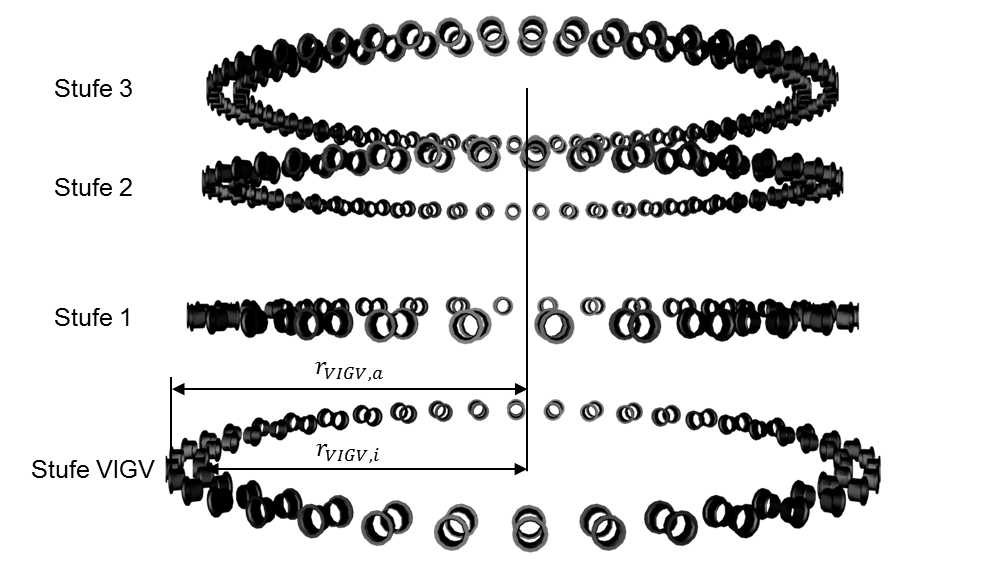 Stufe 3
Stufe 2
Stufe 1
r_{VIGV,a}
r_{VIGV,i}
Stufe VIGV